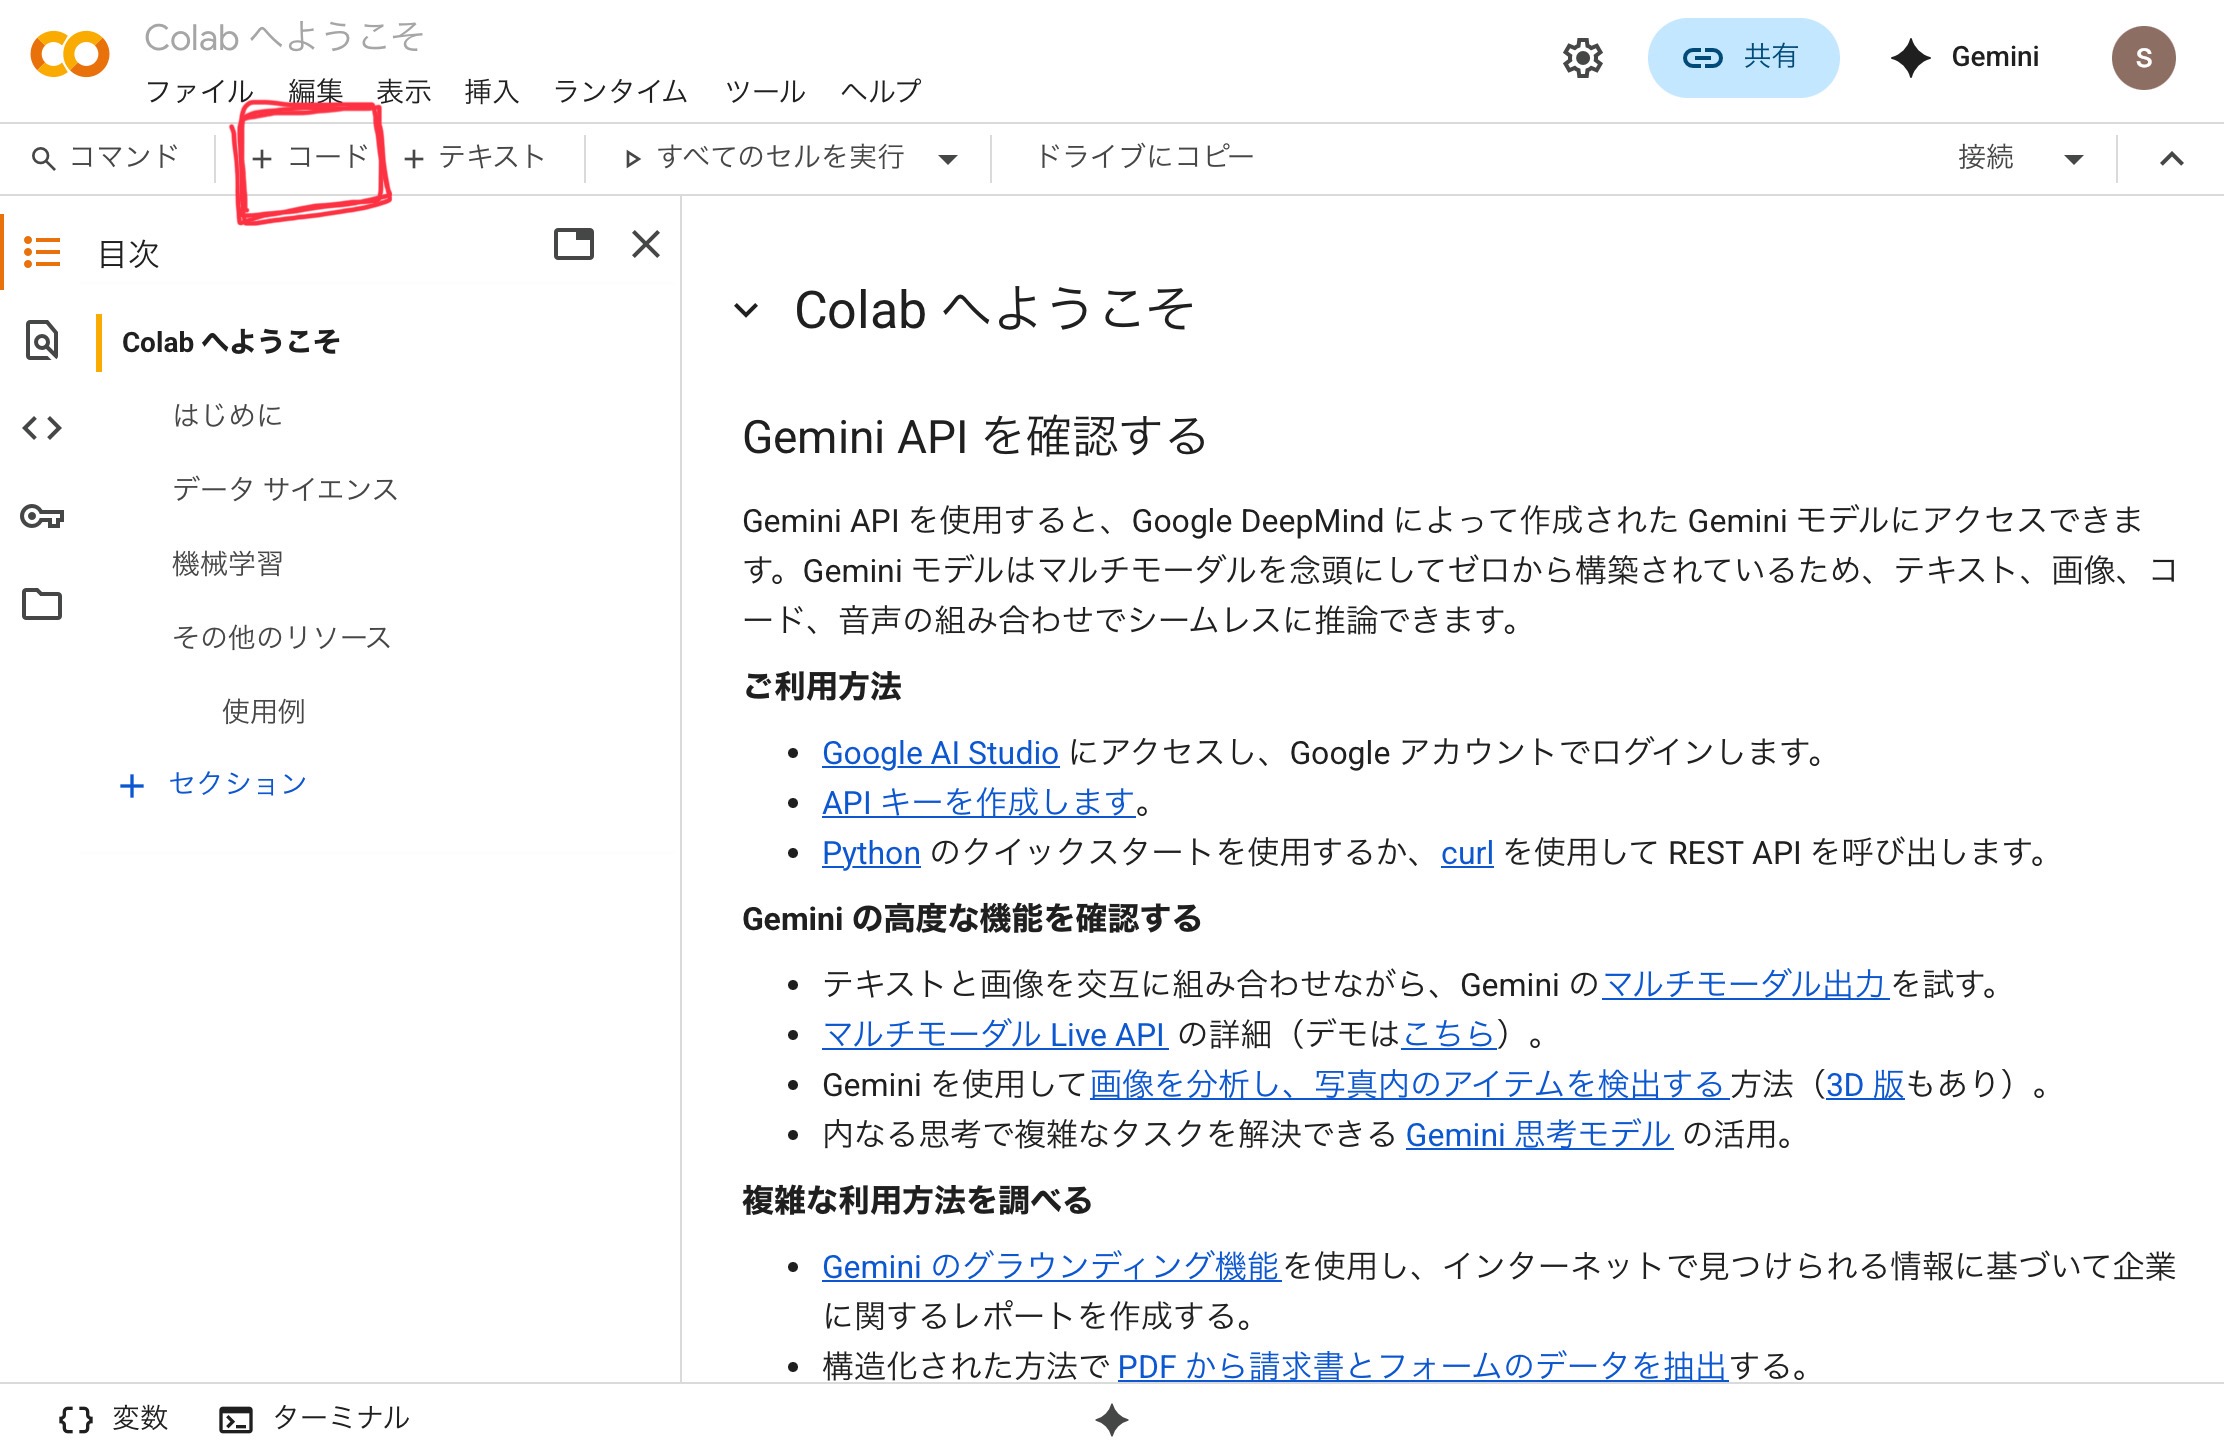 Colab へようこそ
ファイル 編集 表示 挿入 ランタイム ツール ヘルプ
共有
Gemini
S
コマンド
+ コード
+ テキスト
すべてのセルを実行
ドライブにコピー
接続
目次
Colab へようこそ
はじめに
データ サイエンス
機械学習
その他のリソース
使用例
+ セクション
Colab へようこそ
Gemini API を確認する
Gemini API を使用すると、Google DeepMind によって作成された Gemini モデルにアクセスできま
す。Gemini モデルはマルチモーダルを念頭にしてゼロから構築されているため、テキスト、画像、コ
ード、音声の組み合わせでシームレスに推論できます。
ご利用方法
• Google AI Studio にアクセスし、Google アカウントでログインします。
• API キーを作成します。
• Python のクイックスタートを使用するか、curl を使用して REST API を呼び出します。
Gemini の高度な機能を確認する
• テキストと画像を交互に組み合わせながら、Gemini のマルチモーダル出力を試す。
• マルチモーダル Live API の詳細（デモはこちら）。
• Gemini を使用して画像を分析し、写真内のアイテムを検出する方法（3D 版もあり）。
• 内なる思考で複雑なタスクを解決できる Gemini 思考モデル の活用。
複雑な利用方法を調べる
• Gemini のグラウンディング機能を使用し、インターネットで見つけられる情報に基づいて企業
に関するレポートを作成する。
• 構造化された方法で PDF から請求書とフォームのデータを抽出する。
変数
ターミナル